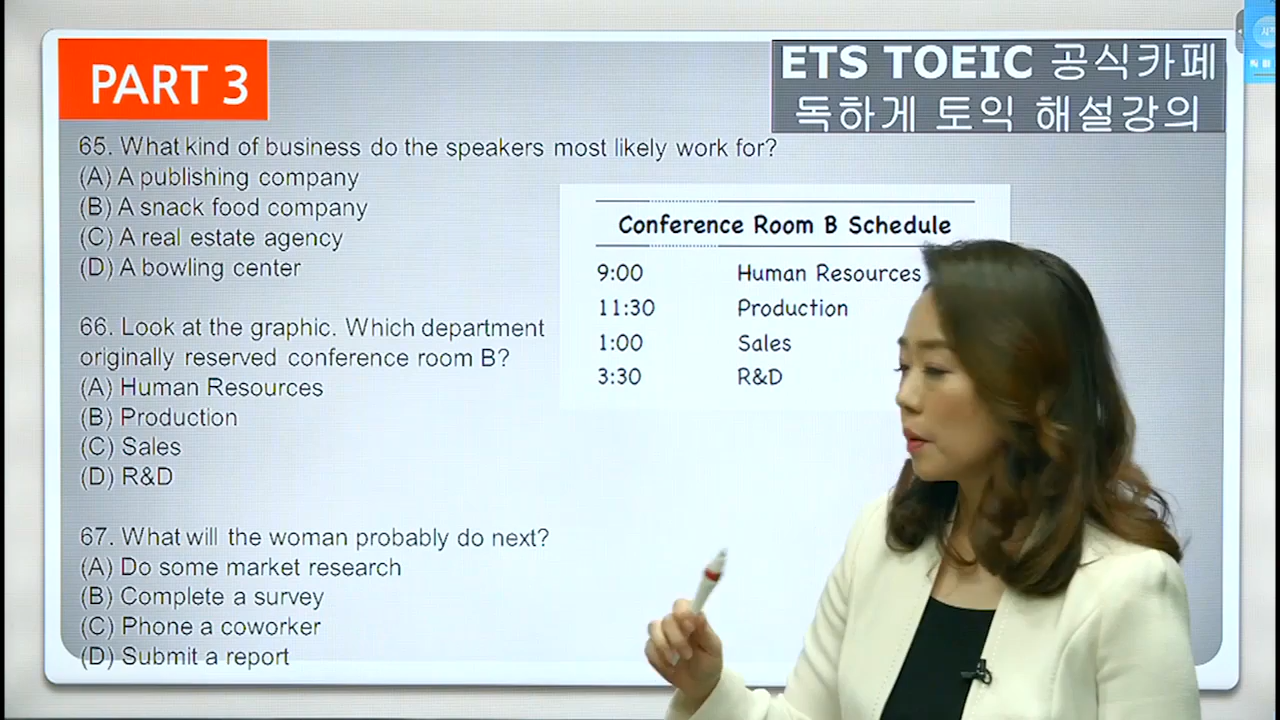 PART 3
ETS TOEIC 공식카페
독하게 토익 해설강의
65. What kind of business do the speakers most likely work for?
(A) A publishing company
(B) A snack food company
(C) A real estate agency
(D) A bowling center
66. Look at the graphic. Which department
originally reserved conference room B?
(A) Human Resources
(B) Production
(C) Sales
(D) R&D
67. What will the woman probably do next?
(A) Do some market research
(B) Complete a survey
(C) Phone a coworker
(D) Submit a report
Conference Room B Schedule
9:00 Human Resources
11:30 Production
1:00 Sales
3:30 R&D